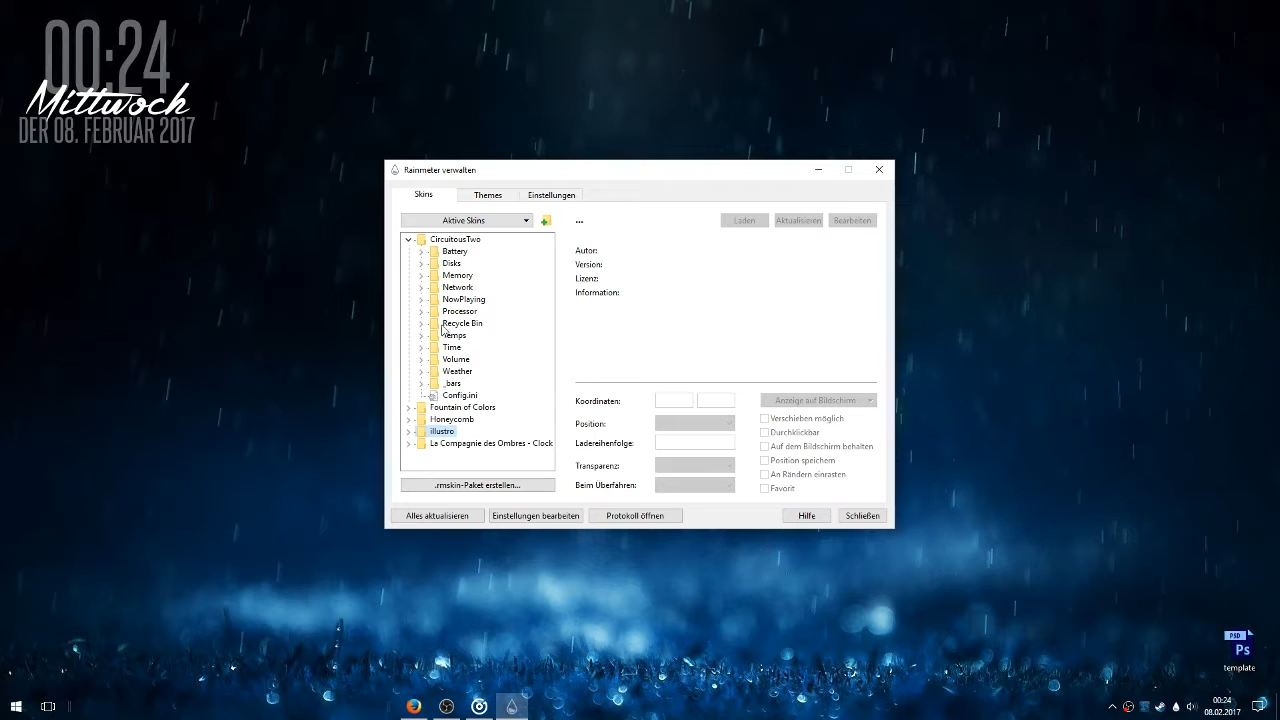 00:24
Mittwoch
DER 08. FEBRUAR 2017
Rainmeter verwalten
Skins
Themes
Einstellungen
Aktive Skins
...
Laden
Aktualisieren
Bearbeiten
CircuitousTwo
Battery
Disks
Memory
Network
NowPlaying
Processor
Recycle Bin
Temps
Time
Volume
Weather
_bars
Config.ini
Fountain of Colors
Honeycomb
illustro
La Compagnie des Ombres - Clock
.rmskin-Paket erstellen...
Autor:
Version:
Lizenz:
Information:
Koordinaten:
Position:
Ladereihenfolge:
Transparenz:
Beim Überfahren:
Anzeige auf Bildschirm
Verschieben möglich
Durchklickbar
Auf dem Bildschirm behalten
Position speichern
An Rändern einrasten
Favorit
Alles aktualisieren
Einstellungen bearbeiten
Protokoll öffnen
Hilfe
Schließen
PSD
Ps
template
00:24
08.02.2017